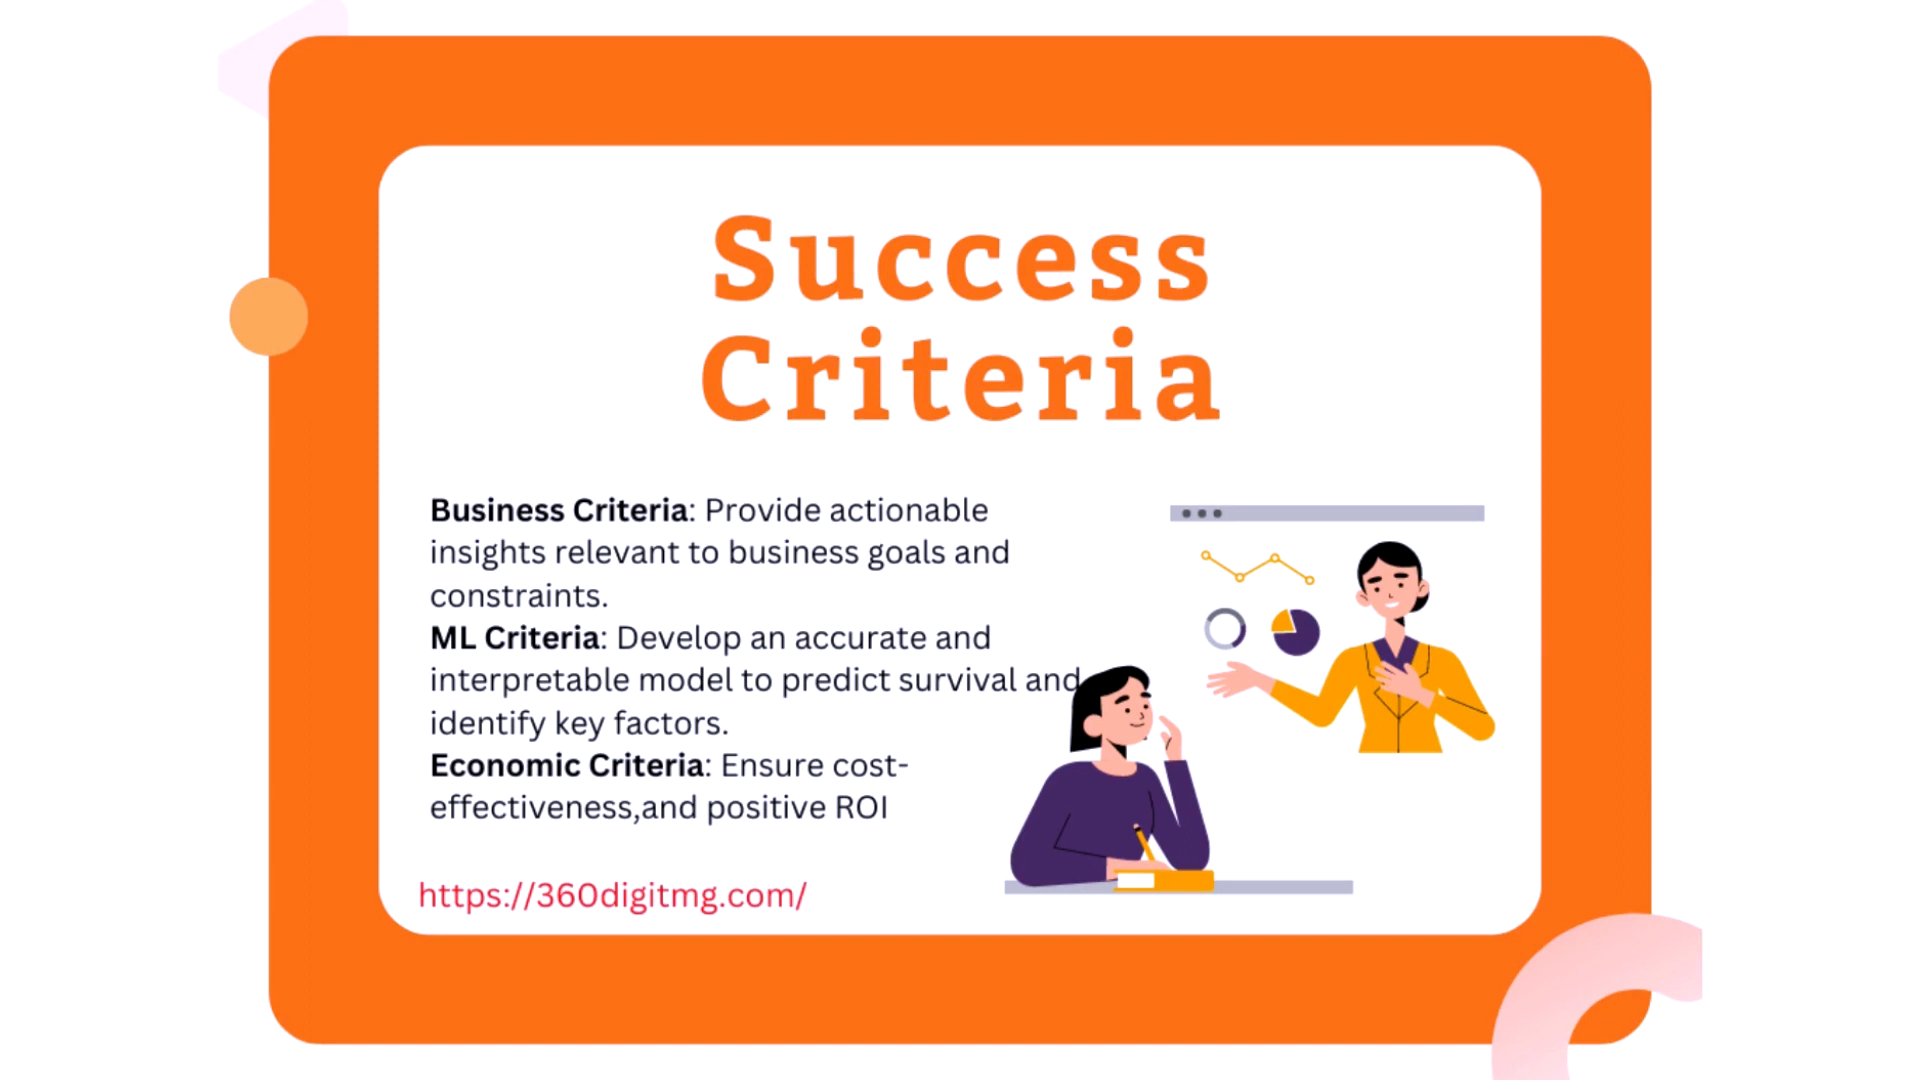 Success
Criteria
Business Criteria: Provide actionable
insights relevant to business goals and
constraints.
ML Criteria: Develop an accurate and
interpretable model to predict survival and
identify key factors.
Economic Criteria: Ensure cost-
effectiveness,and positive ROI
https://360digitmg.com/